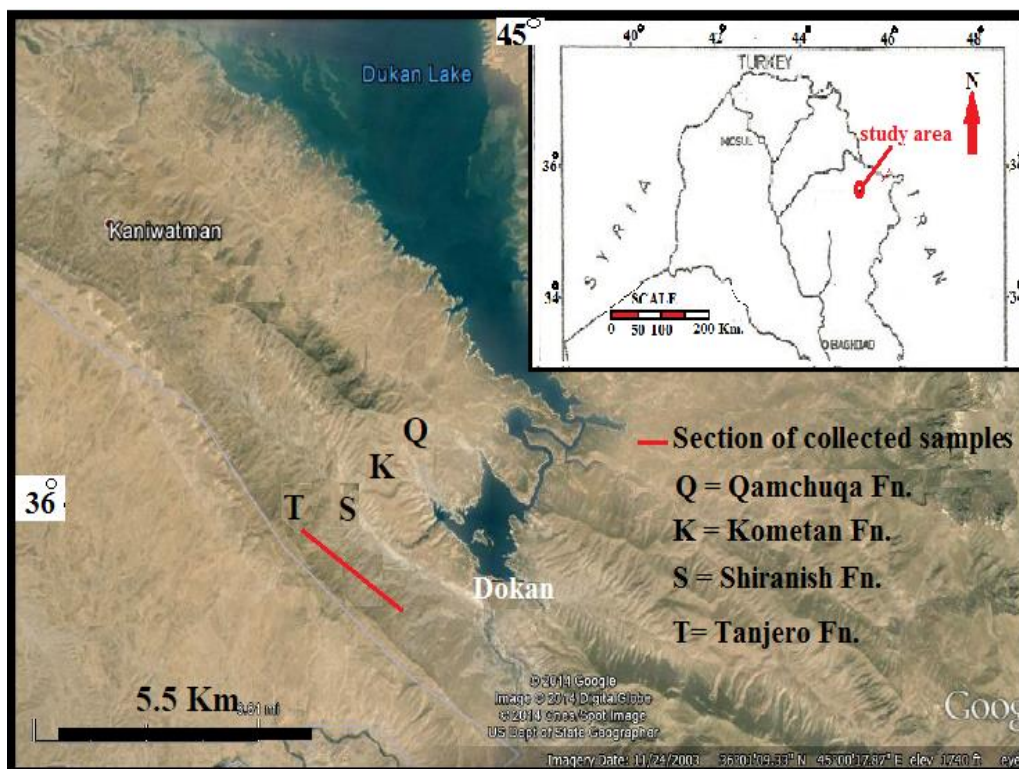 Dukan Lake
Kaniwatman
45°
40° 42° 44° 46° 48°
TURKEY
MOSUL
N
study area
36°
SYRIA
IRAN
34°
SCALE
0 50 100 200 Km.
BAGHDAD
Q
K
T S
36°
Dokan
Section of collected samples
Q = Qamchuqa Fn.
K = Kometan Fn.
S = Shiranish Fn.
T= Tanjero Fn.
5.5 Km
© 2014 Google
Image © 2014 DigitalGlobe
© 2014 Cnes/Spot Image
US Dept of State Geographer
Goog
Imagery Date: 11/24/2003 36°01'09.33" N 45°00'17.87" E elev 1740 ft eye